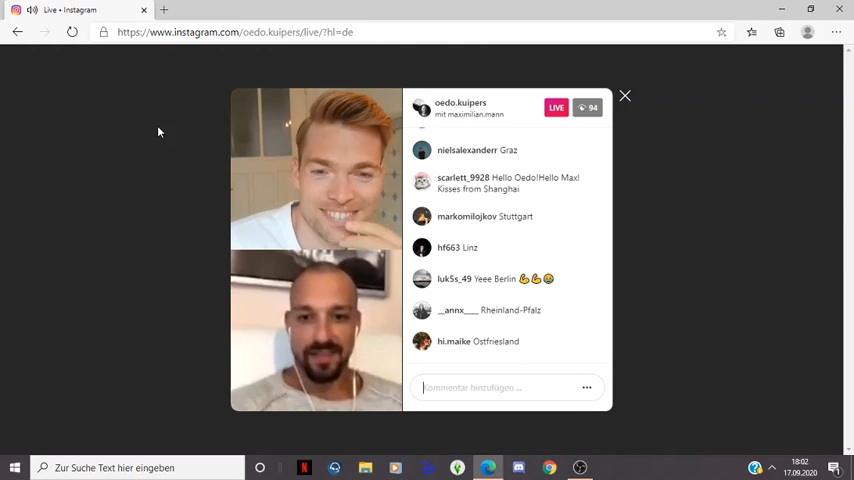 Live • Instagram
https://www.instagram.com/oedo.kuipers/live/?hl=de
oedo.kuipers
mit maximilian.mann
LIVE
94
nielsalexanderr Graz
scarlett_9928 Hello Oedo!Hello Max!
Kisses from Shanghai
markomilojkov Stuttgart
hf663 Linz
luk5s_49 Yeee Berlin 💪💪😂
__annx____ Rheinland-Pfalz
hi.maike Ostfriesland
Kommentar hinzufügen ...
Zur Suche Text hier eingeben
18:02
17.09.2020